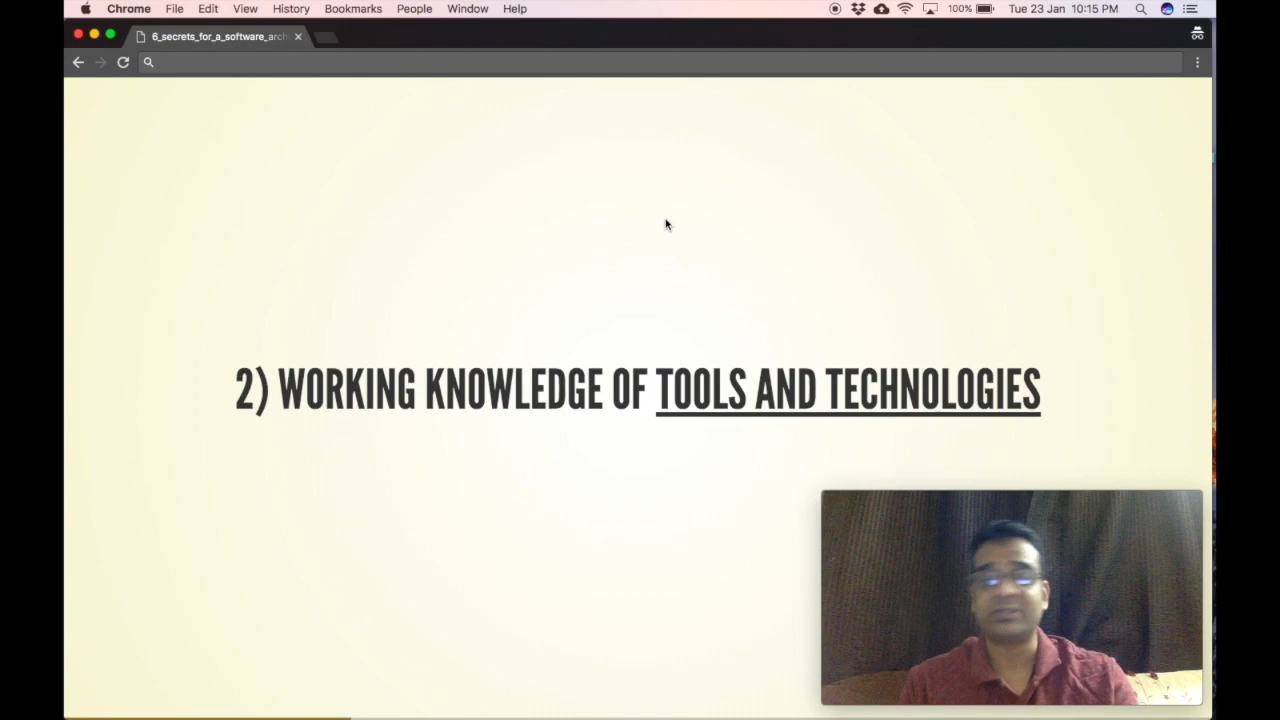 Chrome File Edit View History Bookmarks People Window Help 100% Tue 23 Jan 10:15 PM
6_secrets_for_a_software_arch
2) WORKING KNOWLEDGE OF TOOLS AND TECHNOLOGIES